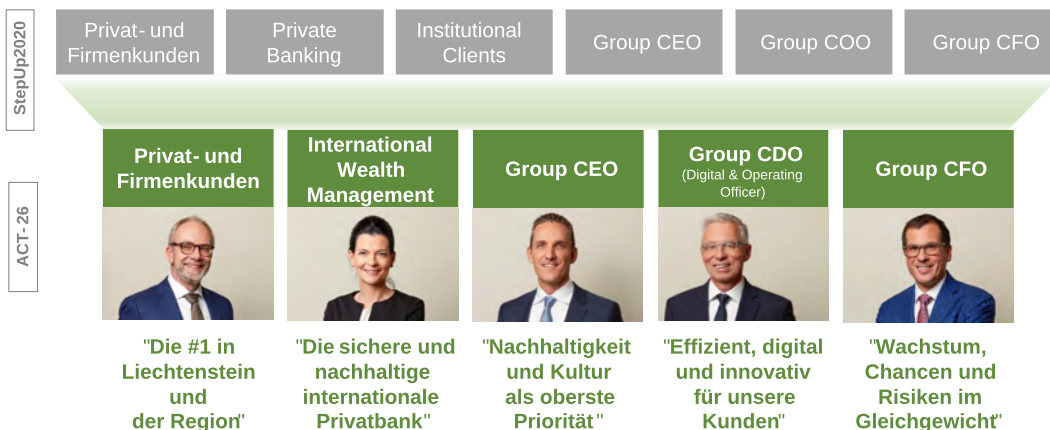 StepUp2020
Privat- und
Firmenkunden
Private
Banking
Institutional
Clients
Group CEO
Group COO
Group CFO
ACT-26
Privat- und
Firmenkunden
International
Wealth
Management
Group CEO
Group CDO
(Digital & Operating
Officer)
Group CFO
"Die #1 in
Liechtenstein
und
der Region"
"Die sichere und
nachhaltige
internationale
Privatbank"
"Nachhaltigkeit
und Kultur
als oberste
Priorität"
"Effizient, digital
und innovativ
für unsere
Kunden"
"Wachstum,
Chancen und
Risiken im
Gleichgewicht"